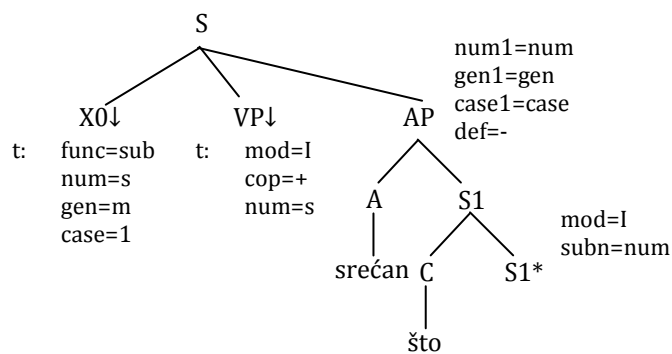 S
num1=num
gen1=gen
case1=case
def=-
X0↓ VP↓ AP
t: func=sub t: mod=I
num=s cop=+
gen=m num=s
case=1
A S1
mod=I
subn=num
srećan C S1*
što